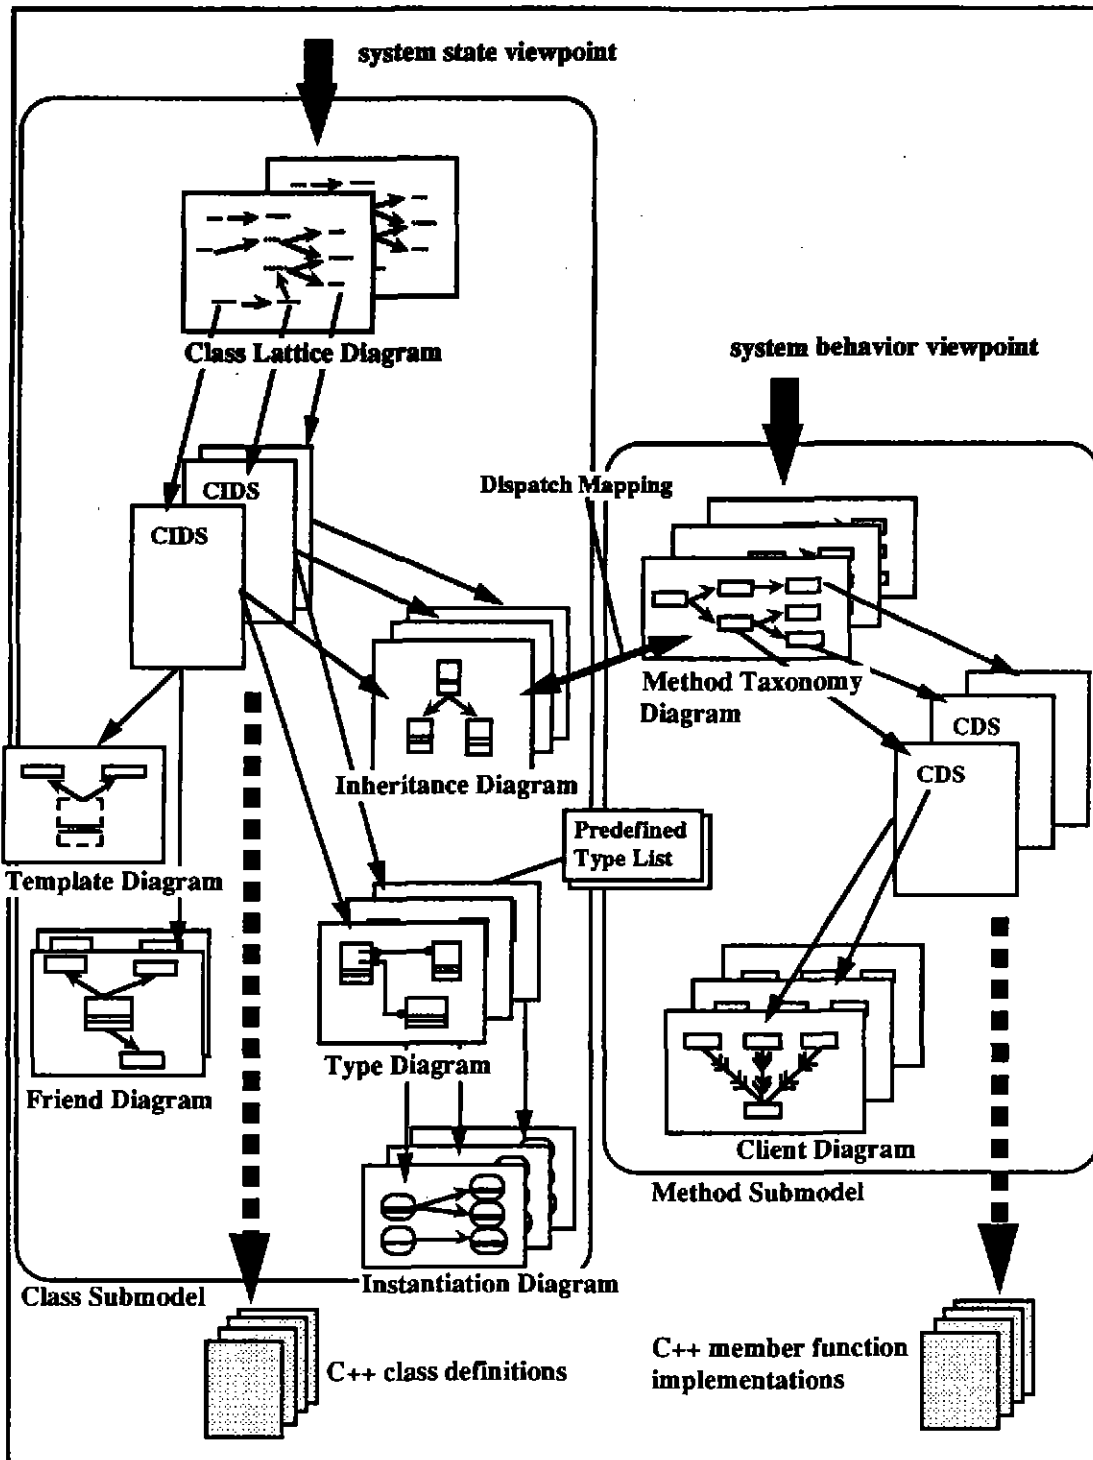 system state viewpoint
Class Lattice Diagram
system behavior viewpoint
CIDS
CIDS
Dispatch Mapping
Method Taxonomy
Diagram
CDS
CDS
Inheritance Diagram
Predefined
Type List
Template Diagram
Type Diagram
Friend Diagram
Client Diagram
Method Submodel
Instantiation Diagram
Class Submodel
C++ class definitions
C++ member function
implementations